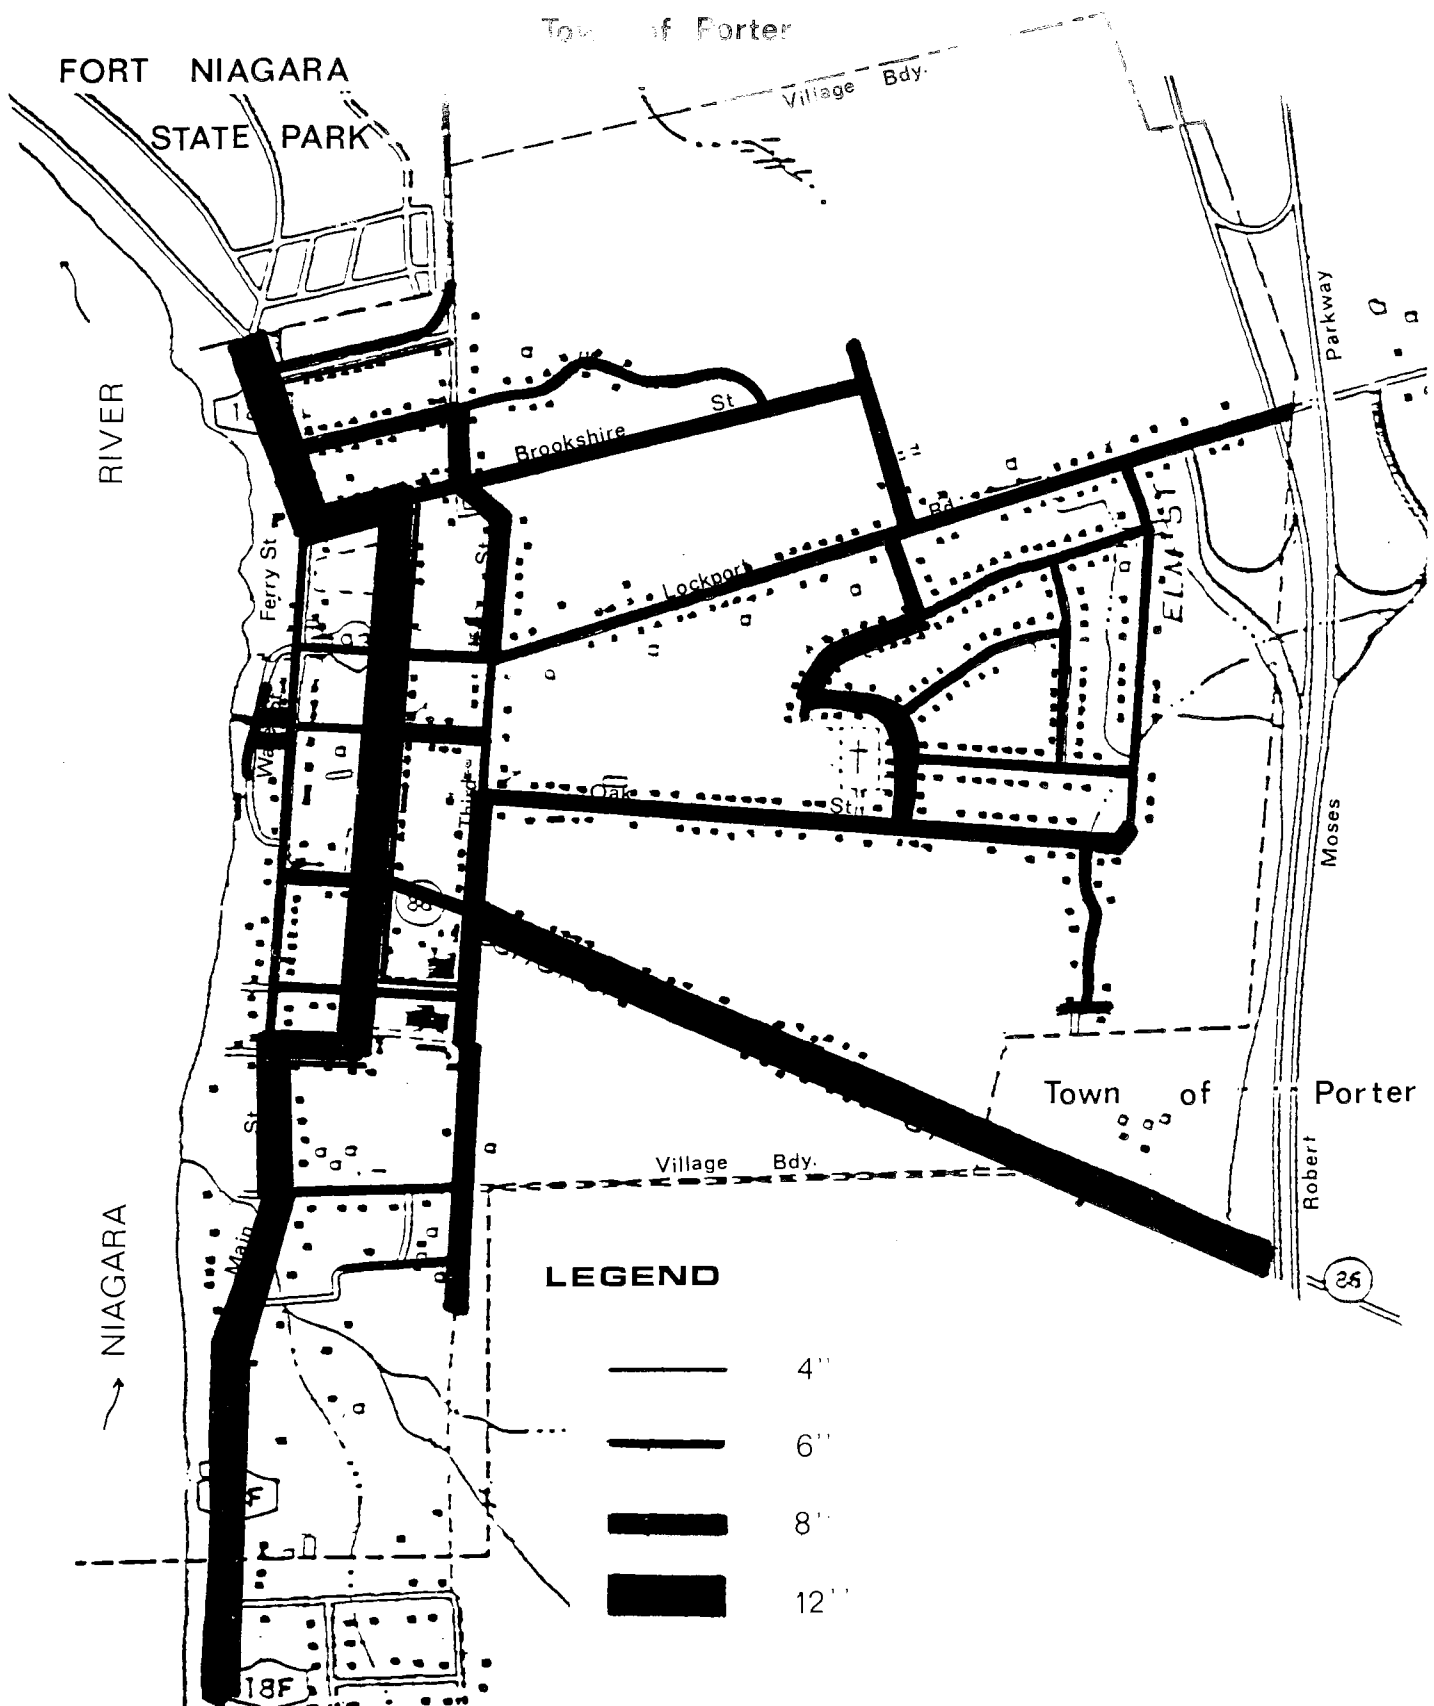 of Porter
FORT NIAGARA
STATE PARK
Village Bdy.
RIVER
Parkway
St
Brookshire
Rd
ELM ST
Ferry St
St
Lockport
Third
Oak
St
Moses
Town of Porter
St
Village Bdy.
Robert
Main
NIAGARA
LEGEND
4''
6''
8''
12''
18F